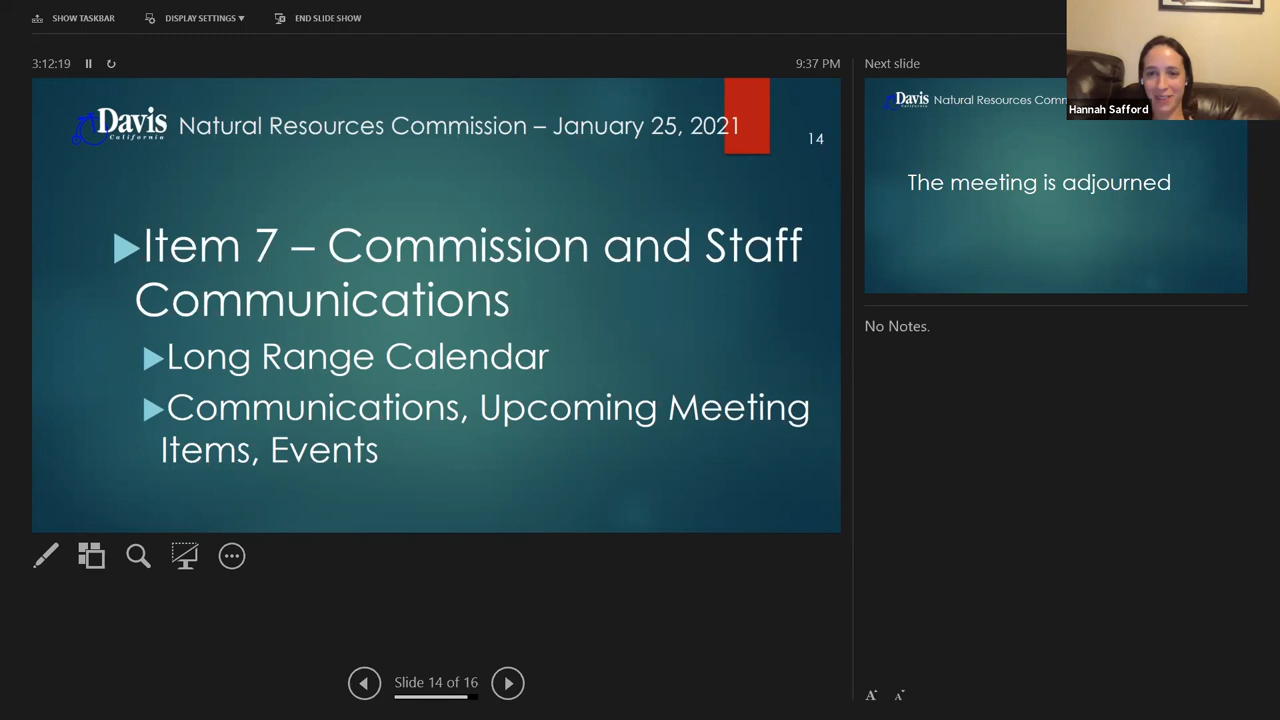 SHOW TASKBAR
DISPLAY SETTINGS ▼
END SLIDE SHOW
3:12:19
9:37 PM
Davis
California
Natural Resources Commission – January 25, 2021
14
Item 7 – Commission and Staff
Communications
Long Range Calendar
Communications, Upcoming Meeting
Items, Events
Slide 14 of 16
Next slide
Davis
California
Natural Resources Comm
The meeting is adjourned
Hannah Safford
No Notes.
A
A